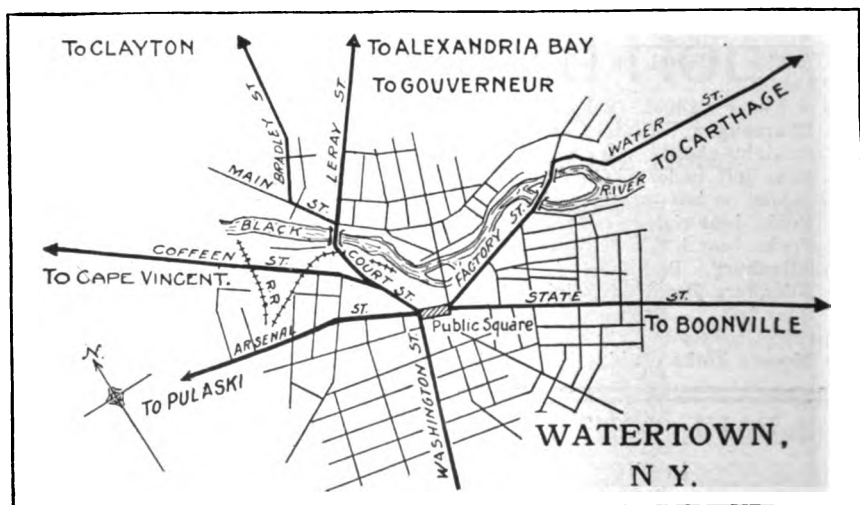 TO CLAYTON
TO ALEXANDRIA BAY
TO GOUVERNEUR
BRADLEY ST
LERAY ST
WATER ST.
TO CARTHAGE
MAIN ST.
BLACK RIVER
COFFEEN ST.
COURT ST.
FACTORY ST.
TO CAPE VINCENT.
R.R.
STATE ST.
ARSENAL ST.
Public Square
TO BOONVILLE
N.
TO PULASKI
WASHINGTON ST.
WATERTOWN,
N Y.